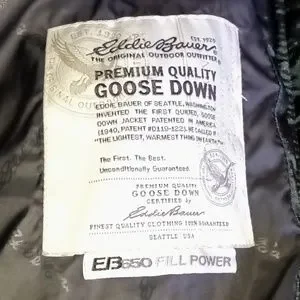 Eddie Bauer
EST. 1920
THE ORIGINAL OUTDOOR OUTFITTER
PREMIUM QUALITY
GOOSE DOWN
EDDIE BAUER OF SEATTLE, WASHINGTON
INVENTED THE FIRST QUILTED, GOOSE
DOWN JACKET PATENTED IN AMERICA
(1940, PATENT #D119-122). HE CALLED IT
"THE LIGHTEST, WARMEST THING IN EARTH"
The First. The Best.
Unconditionally Guaranteed.
PREMIUM QUALITY
GOOSE DOWN
CERTIFIED by
Eddie Bauer
FINEST QUALITY CLOTHING GUARANTEED
SEATTLE USA
EB650 FILL POWER